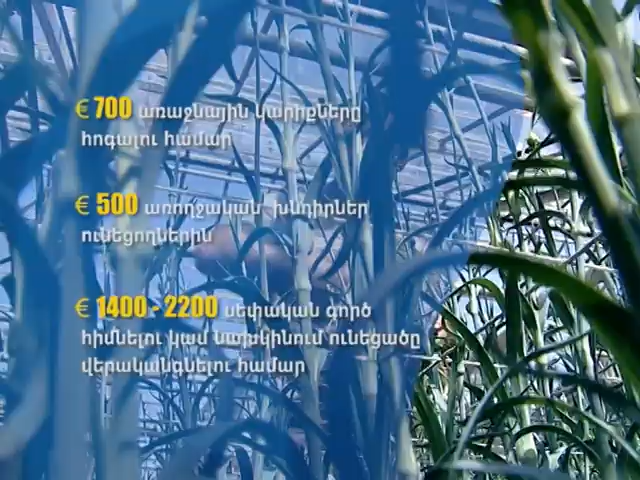 € 700 առաջնային կարիքները
հոգալու համար
€ 500 առողջական խնդիրներ
ունեցողներին
€ 1400 - 2200 սեփական գործ
հիմնելու կամ նախկինում ունեցածը
վերականգնելու համար